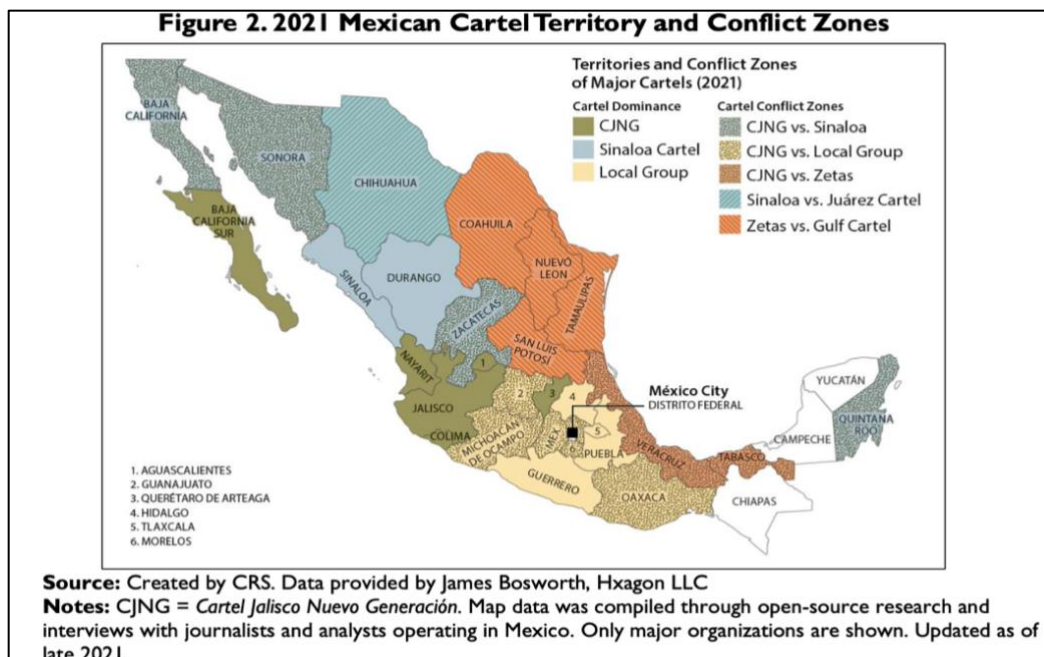 Figure 2. 2021 Mexican Cartel Territory and Conflict Zones
Territories and Conflict Zones
of Major Cartels (2021)
Cartel Dominance
CJNG
Sinaloa Cartel
Local Group
Cartel Conflict Zones
CJNG vs. Sinaloa
CJNG vs. Local Group
CJNG vs. Zetas
Sinaloa vs. Juárez Cartel
Zetas vs. Gulf Cartel
BAJA
CALIFORNIA
SONORA
CHIHUAHUA
BAJA
CALIFORNIA
SUR
COAHUILA
NUEVO
LEON
TAMAULIPAS
SINALOA
DURANGO
ZACATECAS
SAN LUIS
POTOSÍ
NAYARIT
1
2
3
4
5
6
JALISCO
COLIMA
MICHOACÁN
DE OCAMPO
MEX
México City
DISTRITO FEDERAL
PUEBLA
GUERRERO
VERACRUZ
OAXACA
TABASCO
CHIAPAS
CAMPECHE
YUCATÁN
QUINTANA
ROO
1. AGUASCALIENTES
2. GUANAJUATO
3. QUERÉTARO DE ARTEAGA
4. HIDALGO
5. TLAXCALA
6. MORELOS
Source: Created by CRS. Data provided by James Bosworth, Hxagon LLC
Notes: CJNG = Cartel Jalisco Nuevo Generación. Map data was compiled through open-source research and
interviews with journalists and analysts operating in Mexico. Only major organizations are shown. Updated as of
late 2021